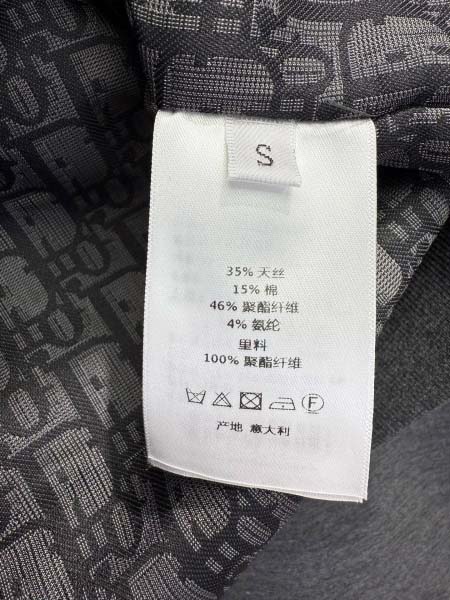 S
35% 天丝
15% 棉
46% 聚酯纤维
4% 氨纶
里料
100% 聚酯纤维
F
产地 意大利